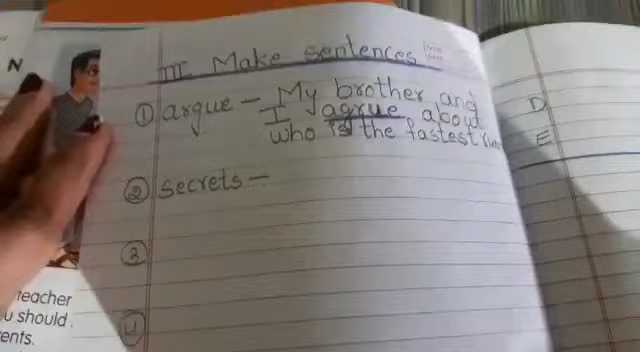 N
III Make sentences
① argue – My brother and
I agrue about
who is the fastest run
② secrets –
③
④
D
E
teacher
u should
ents.